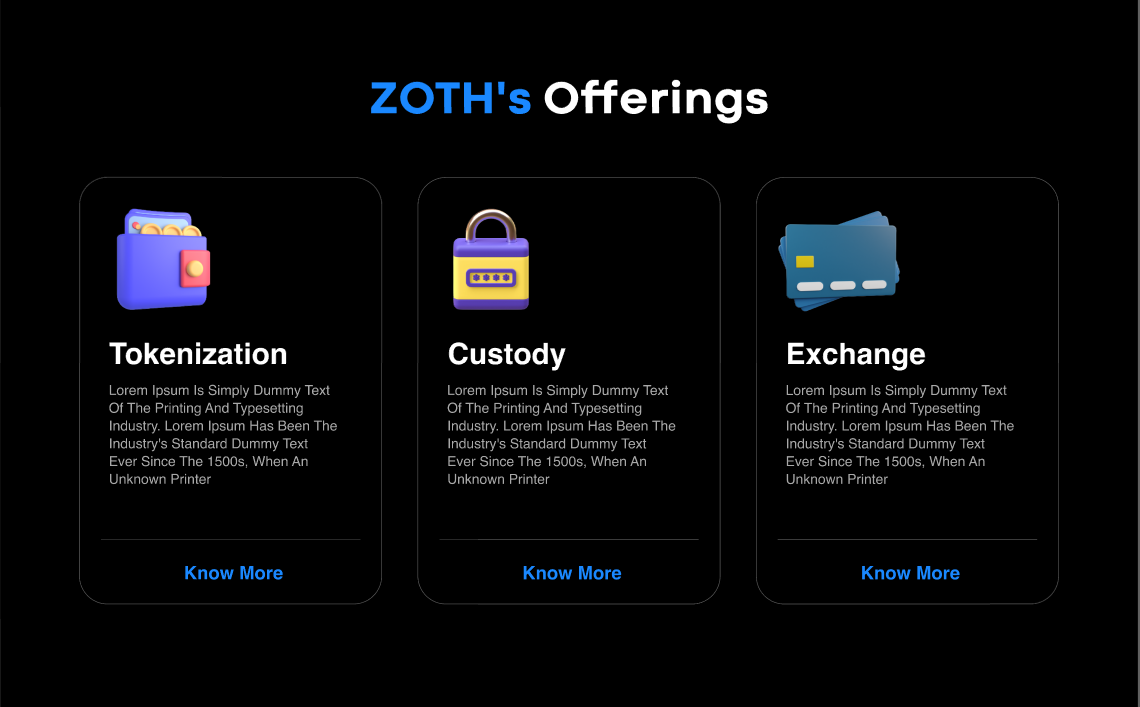 ZOTH's Offerings
Tokenization
Lorem Ipsum Is Simply Dummy Text
Of The Printing And Typesetting
Industry. Lorem Ipsum Has Been The
Industry's Standard Dummy Text
Ever Since The 1500s, When An
Unknown Printer
Know More
****
Custody
Lorem Ipsum Is Simply Dummy Text
Of The Printing And Typesetting
Industry. Lorem Ipsum Has Been The
Industry's Standard Dummy Text
Ever Since The 1500s, When An
Unknown Printer
Know More
Exchange
Lorem Ipsum Is Simply Dummy Text
Of The Printing And Typesetting
Industry. Lorem Ipsum Has Been The
Industry's Standard Dummy Text
Ever Since The 1500s, When An
Unknown Printer
Know More